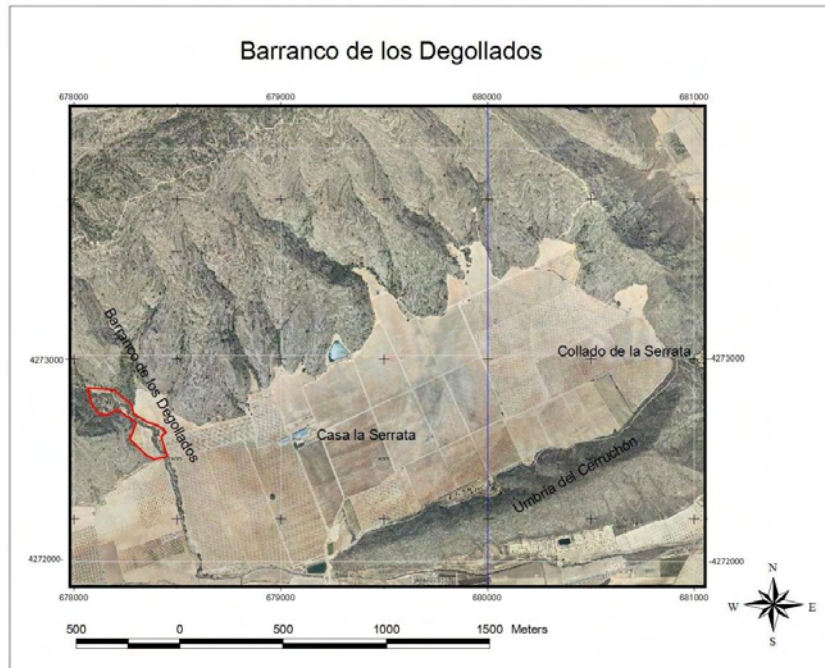 Barranco de los Degollados
678000 679000 680000 681000
Barranco de los Degollados
4273000 4273000
Collado de la Serrata
Casa la Serrata
Umbria del Cerruchón
4272000 4272000
678000 679000 680000 681000
N
W E
S
500 0 500 1000 1500 Meters